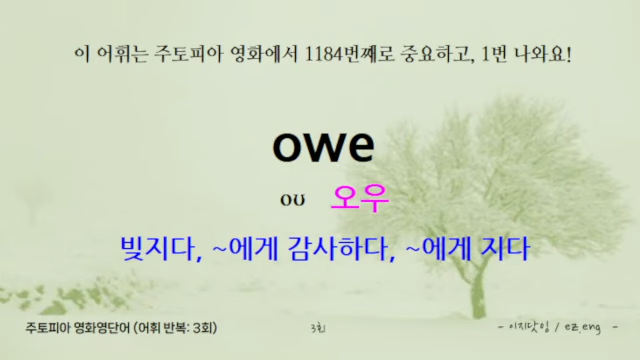 이 어휘는 주토피아 영화에서 1184번째로 중요하고, 1번 나와요!
owe
oʊ 오우
빚지다, ~에게 감사하다, ~에게 지다
주토피아 영화영단어 (어휘 반복: 3회) 3회 - 이지닷잉 / ez.eng -